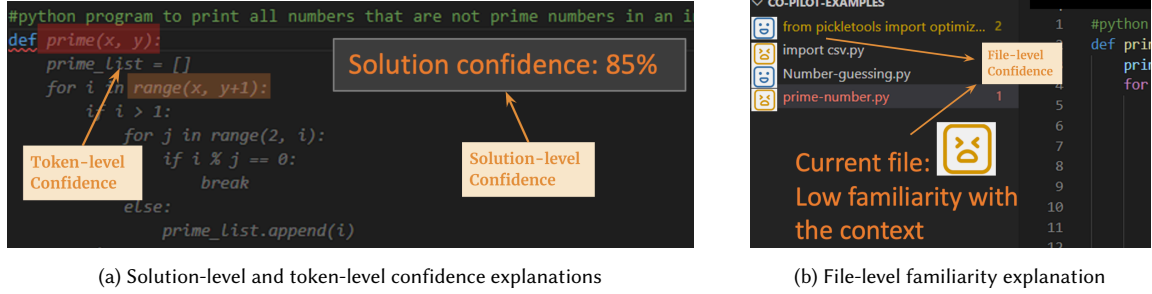 #python program to print all numbers that are not prime numbers in an i
def prime(x, y):
prime_list = []
for i in range(x, y+1):
if i > 1:
for j in range(2, i):
if i % j == 0:
break
else:
prime_list.append(i)
Solution confidence: 85%
Token-level
Confidence
Solution-level
Confidence
(a) Solution-level and token-level confidence explanations
CO-PILOT-EXAMPLES
from pickletools import optimiz... 2
import csv.py
Number-guessing.py
prime-number.py 1
File-level
Confidence
Current file:
Low familiarity with
the context
1 #python
def prim
prim
4 for
5
6
7
8
9
10
11
12
(b) File-level familiarity explanation